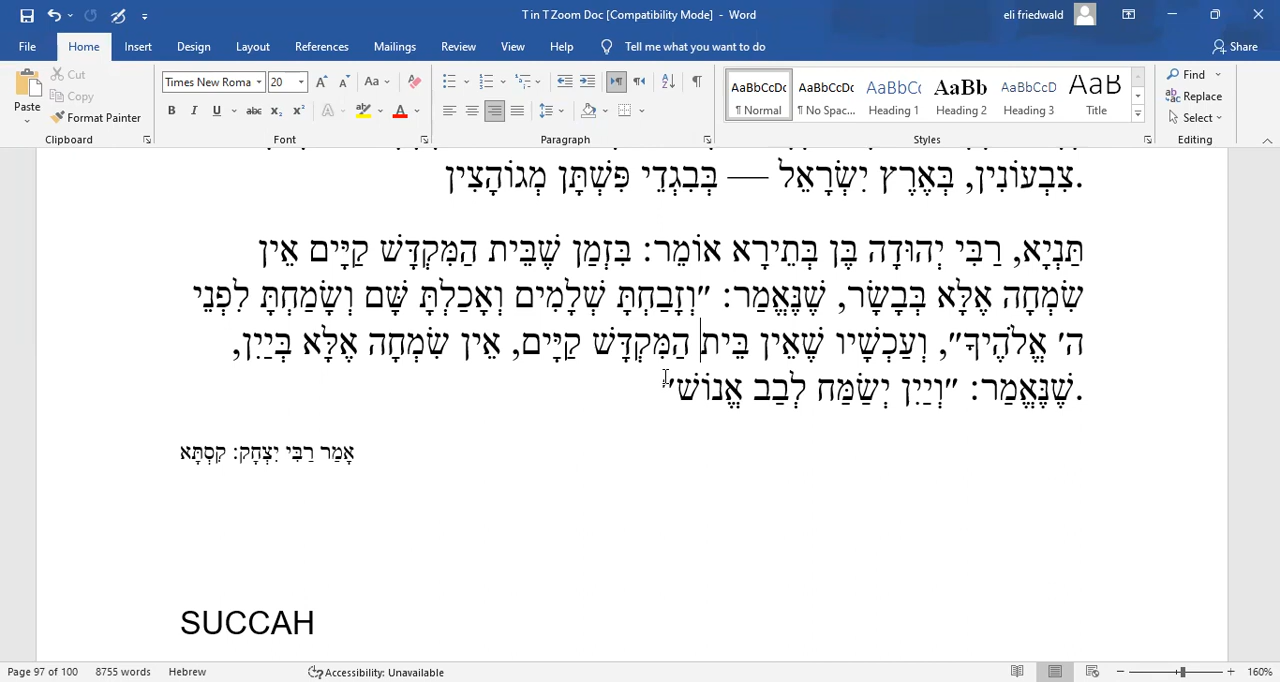 T in T Zoom Doc [Compatibility Mode] - Word
eli friedwald
File Home Insert Design Layout References Mailings Review View Help Tell me what you want to do Share
Paste
Cut
Copy
Format Painter
Clipboard
Times New Roma 20
Aa
B I U abc x₂ x² A A
Font
Paragraph
AaBbCcDc AaBbCcDc AaBbCc AaBb AaBbCcD AaB
¶ Normal ¶ No Spac... Heading 1 Heading 2 Heading 3 Title
Styles
Find
Replace
Select
Editing
צִבְעוֹנִין, בְּאֶרֶץ יִשְׂרָאֵל — בְּבִגְדֵי פִּשְׁתָּן מְגוֹהָצִין.
תַּנְיָא, רַבִּי יְהוּדָה בֶּן בְּתֵירָא אוֹמֵר: בִּזְמַן שֶׁבֵּית הַמִּקְדָּשׁ קַיָּים אֵין
שִׂמְחָה אֶלָּא בְּבָשָׂר, שֶׁנֶּאֱמַר: ״וְזָבַחְתָּ שְׁלָמִים וְאָכַלְתָּ שָּׁם וְשָׂמַחְתָּ לִפְנֵי
ה׳ אֱלֹהֶיךָ״, וְעַכְשָׁיו שֶׁאֵין בֵּית הַמִּקְדָּשׁ קַיָּים, אֵין שִׂמְחָה אֶלָּא בְּיַיִן,
שֶׁנֶּאֱמַר: ״וְיַיִן יְשַׂמַּח לְבַב אֱנוֹשׁ״.
אָמַר רַבִּי יִצְחָק: קִסְתָּא
SUCCAH
Page 97 of 100 8755 words Hebrew Accessibility: Unavailable 160%